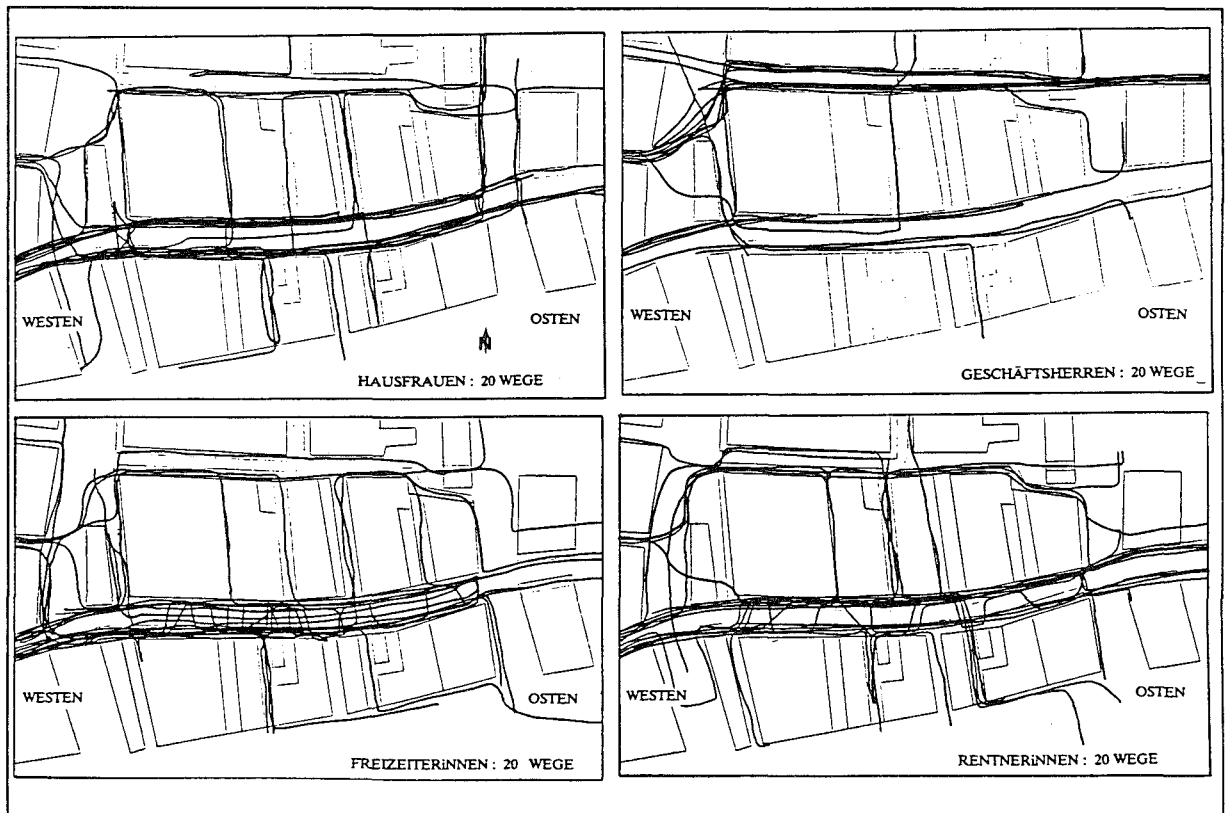 WESTEN
OSTEN
N
HAUSFRAUEN : 20 WEGE
WESTEN
OSTEN
GESCHÄFTSHERREN : 20 WEGE
WESTEN
OSTEN
FREIZEITERiNNEN : 20 WEGE
WESTEN
OSTEN
RENTNERiNNEN : 20 WEGE